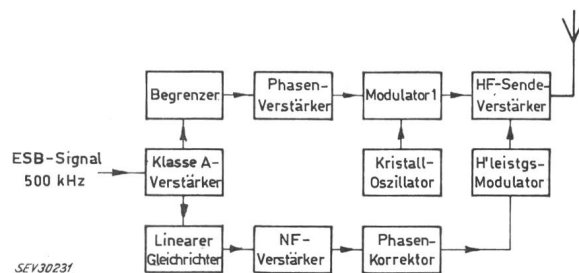 Begrenzer
Phasen-
Verstärker
Modulator 1
HF-Sende-
Verstärker
ESB-Signal
500 kHz
Klasse A-
Verstärker
Kristall-
Oszillator
H'leistgs-
Modulator
Linearer
Gleichrichter
NF-
Verstärker
Phasen-
Korrektor
SEV30231